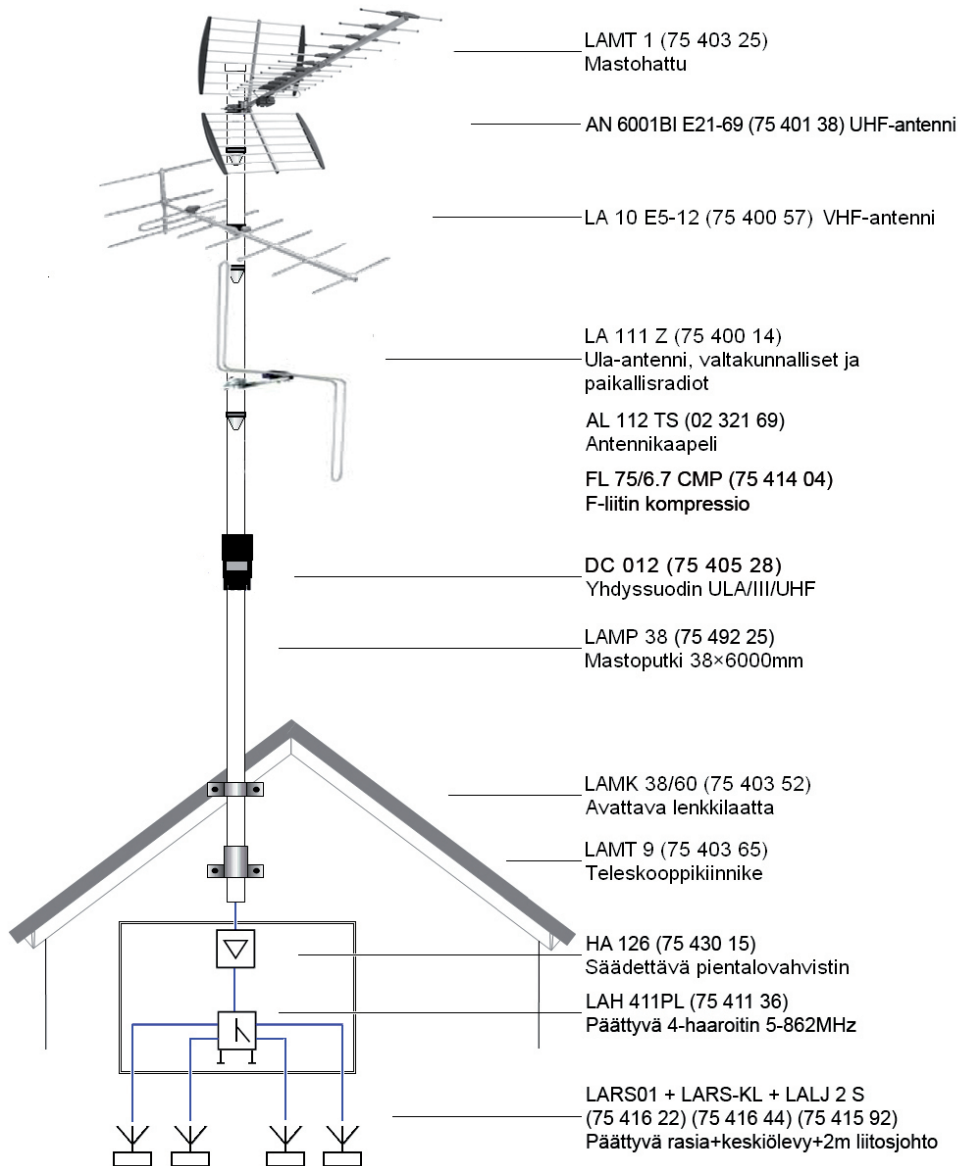 LAMT 1 (75 403 25)
Mastohattu
AN 6001BI E21-69 (75 401 38) UHF-antenni
LA 10 E5-12 (75 400 57) VHF-antenni
LA 111 Z (75 400 14)
Ula-antenni, valtakunnalliset ja
paikallisradiot
AL 112 TS (02 321 69)
Antennikaapeli
FL 75/6.7 CMP (75 414 04)
F-liitin kompressio
DC 012 (75 405 28)
Yhdyssuodin ULA/III/UHF
LAMP 38 (75 492 25)
Mastoputki 38×6000mm
LAMK 38/60 (75 403 52)
Avattava lenkkilaatta
LAMT 9 (75 403 65)
Teleskooppikiinnike
HA 126 (75 430 15)
Säädettävä pientalovahvistin
LAH 411PL (75 411 36)
Päättyvä 4-haaroitin 5-862MHz
LARS01 + LARS-KL + LALJ 2 S
(75 416 22) (75 416 44) (75 415 92)
Päättyvä rasia+keskiölevy+2m liitosjohto